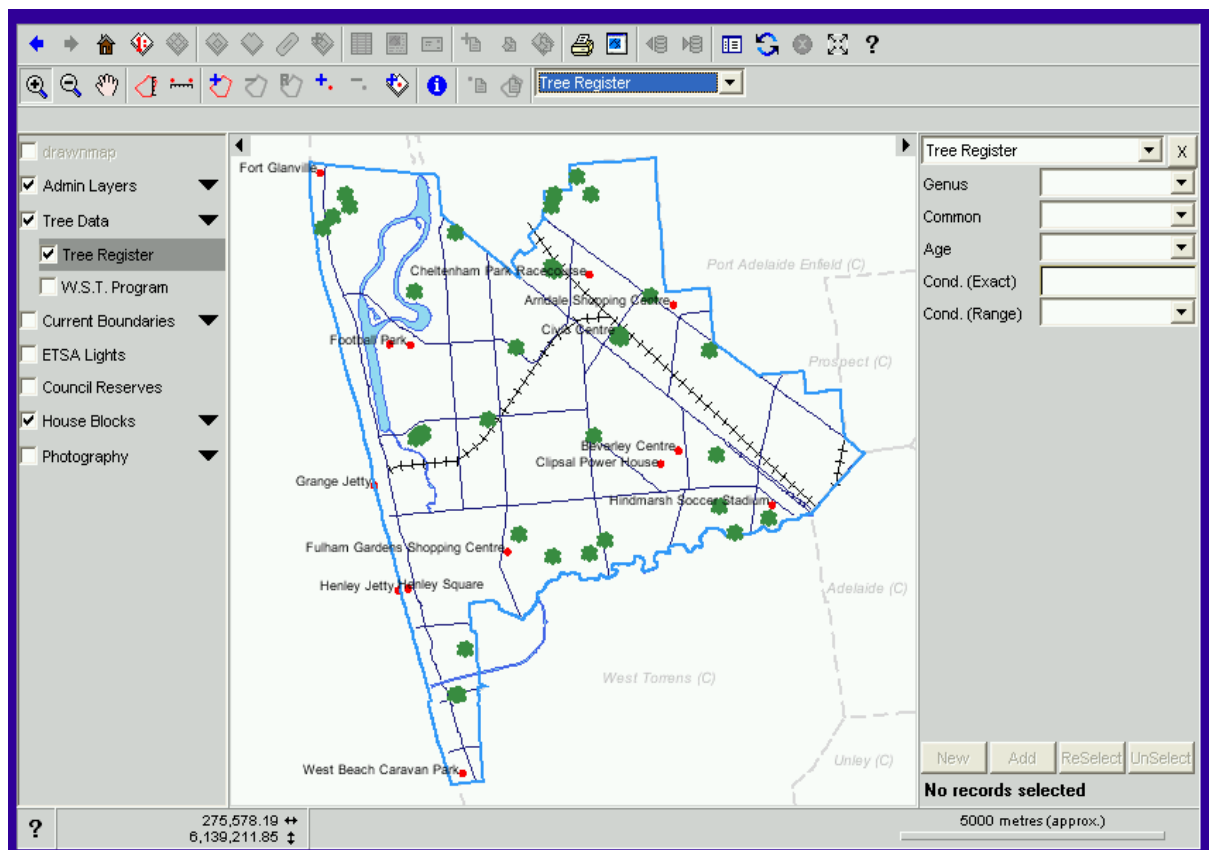 ?
Tree Register
drawnmap
Admin Layers
Tree Data
Tree Register
W.S.T. Program
Current Boundaries
ETSA Lights
Council Reserves
House Blocks
Photography
Fort Glanville
Cheltenham Park Racecourse
Port Adelaide Enfield (C)
Arndale Shopping Centre
Civic Centre
Football Park
Prospect (C)
Beverley Centre
Clipsal Power House
Grange Jetty
Hindmarsh Soccer Stadium
Fulham Gardens Shopping Centre
Henley Jetty Henley Square
Adelaide (C)
West Torrens (C)
Unley (C)
West Beach Caravan Park
Tree Register X
Genus
Common
Age
Cond. (Exact)
Cond. (Range)
New Add ReSelect UnSelect
No records selected
? 275,578.19
6,139,211.85
5000 metres (approx.)